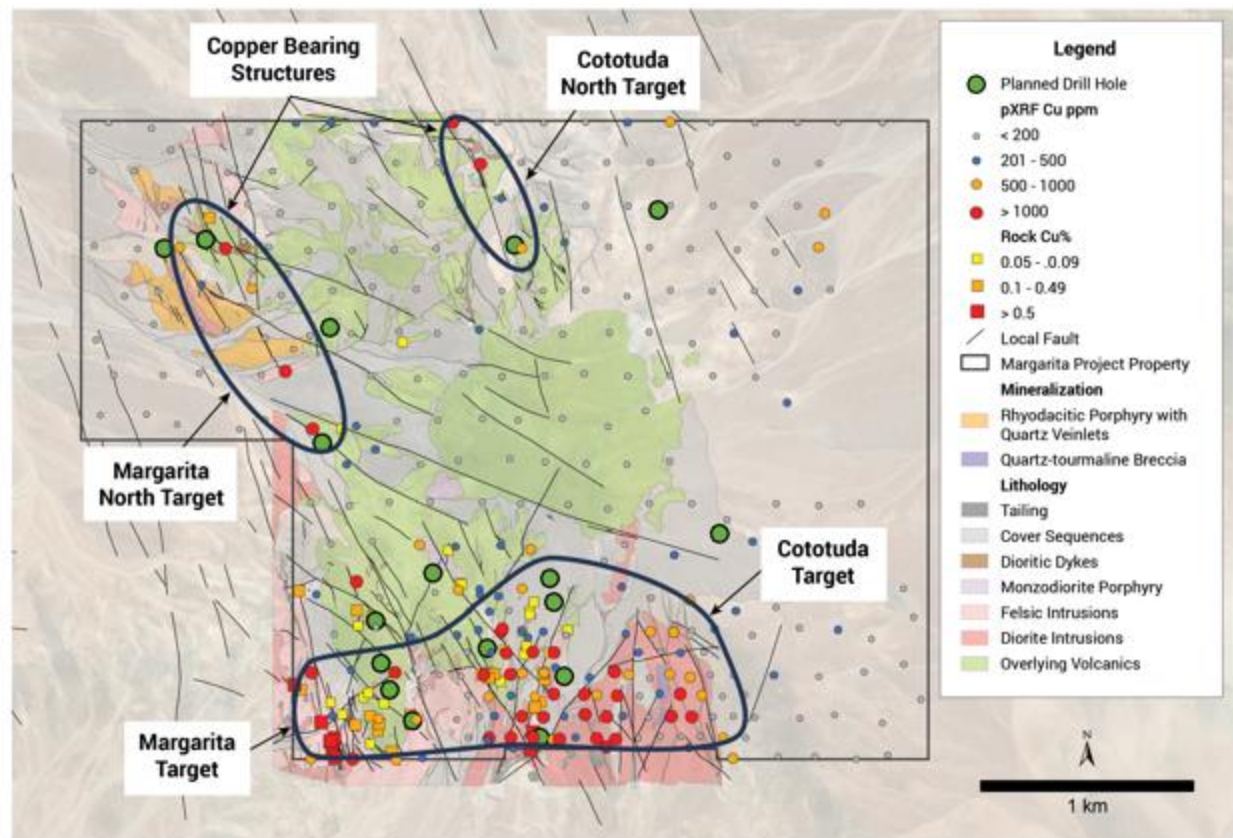 Copper Bearing
Structures
Cototuda
North Target
Margarita
North Target
Cototuda
Target
Margarita
Target
Legend
Planned Drill Hole
pXRF Cu ppm
< 200
201 - 500
500 - 1000
> 1000
Rock Cu%
0.05 - .0.09
0.1 - 0.49
> 0.5
Local Fault
Margarita Project Property
Mineralization
Rhyodacitic Porphyry with
Quartz Veinlets
Quartz-tourmaline Breccia
Lithology
Tailing
Cover Sequences
Dioritic Dykes
Monzodiorite Porphyry
Felsic Intrusions
Diorite Intrusions
Overlying Volcanics
N
1 km